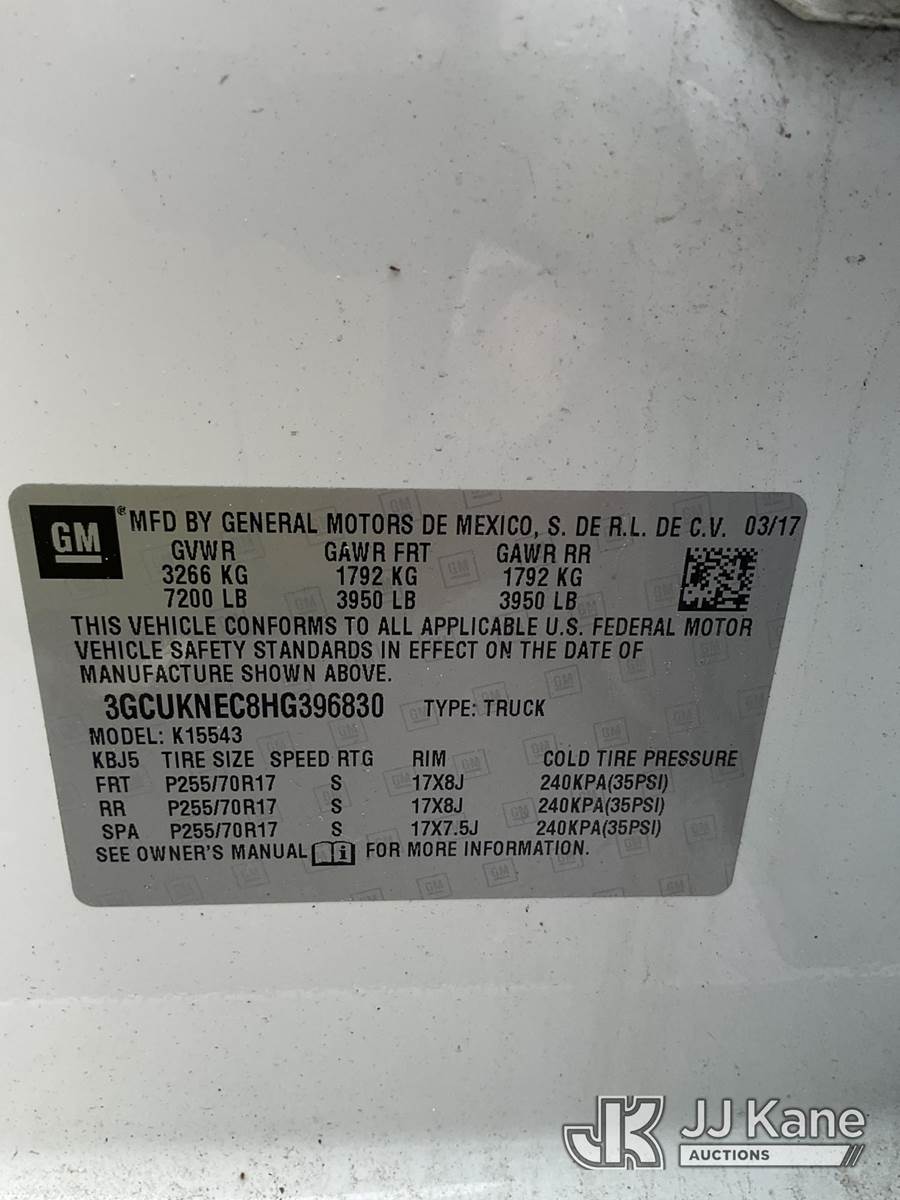 GM ® MFD BY GENERAL MOTORS DE MEXICO, S. DE R.L. DE C.V. 03/17
GVWR GAWR FRT GAWR RR
3266 KG 1792 KG 1792 KG
7200 LB 3950 LB 3950 LB
THIS VEHICLE CONFORMS TO ALL APPLICABLE U.S. FEDERAL MOTOR
VEHICLE SAFETY STANDARDS IN EFFECT ON THE DATE OF
MANUFACTURE SHOWN ABOVE.
3GCUKNEC8HG396830 TYPE: TRUCK
MODEL: K15543
KBJ5 TIRE SIZE SPEED RTG RIM COLD TIRE PRESSURE
FRT P255/70R17 S 17X8J 240KPA(35PSI)
RR P255/70R17 S 17X8J 240KPA(35PSI)
SPA P255/70R17 S 17X7.5J 240KPA(35PSI)
SEE OWNER'S MANUAL i FOR MORE INFORMATION.
JK JJ Kane
AUCTIONS